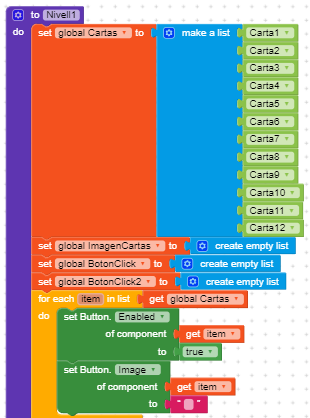 to Nivell1
do set global Cartas to make a list Carta1
Carta2
Carta3
Carta4
Carta5
Carta6
Carta7
Carta8
Carta9
Carta10
Carta11
Carta12
set global ImagenCartas to create empty list
set global BotonClick to create empty list
set global BotonClick2 to create empty list
for each item in list get global Cartas
do set Button. Enabled
of component get item
to true
set Button. Image
of component get item
to " "